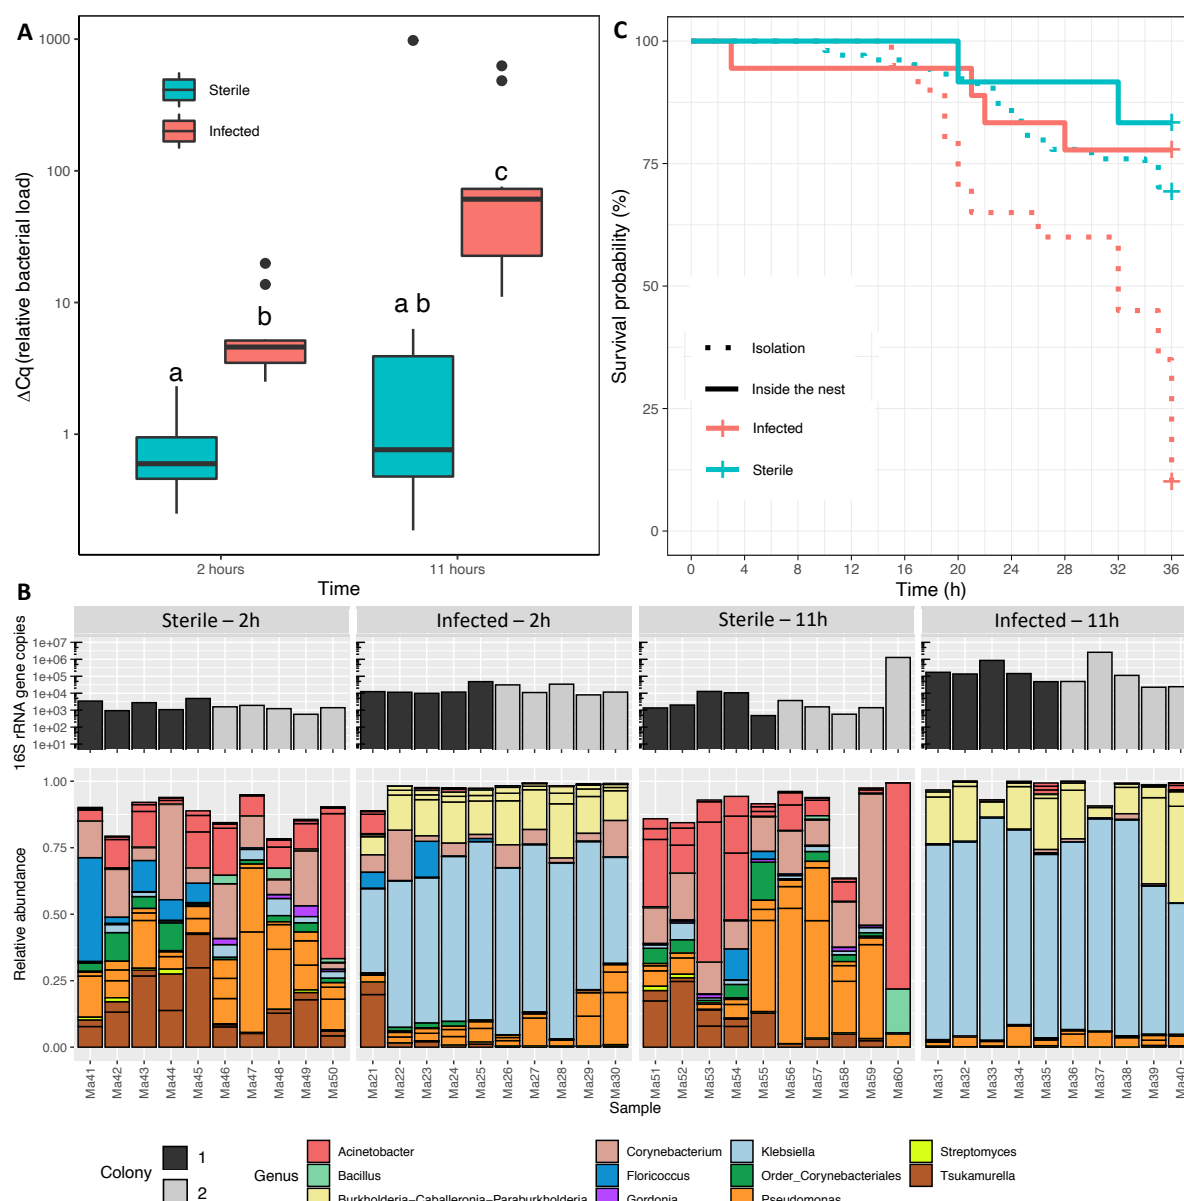 A
1000
100
10
1
ΔCq(relative bacterial load)
Sterile
Infected
a
b
a b
c
2 hours
11 hours
Time
C
100
75
50
25
0
Survival probability (%)
Isolation
Inside the nest
Infected
Sterile
0 4 8 12 16 20 24 28 32 36
Time (h)
B
Sterile – 2h
Infected – 2h
Sterile – 11h
Infected – 11h
16S rRNA gene copies
1e+07
1e+06
1e+05
1e+04
1e+03
1e+02
1e+01
Relative abundance
1.00
0.75
0.50
0.25
0.00
Ma41 Ma42 Ma43 Ma44 Ma45 Ma46 Ma47 Ma48 Ma49 Ma50
Ma21 Ma22 Ma23 Ma24 Ma25 Ma26 Ma27 Ma28 Ma29 Ma30
Ma51 Ma52 Ma53 Ma54 Ma55 Ma56 Ma57 Ma58 Ma59 Ma60
Ma31 Ma32 Ma33 Ma34 Ma35 Ma36 Ma37 Ma38 Ma39 Ma40
Sample
Colony
1
2
Genus
Acinetobacter
Bacillus
Burkholderia−Caballeronia−Paraburkholderia
Corynebacterium
Floricoccus
Gordonia
Klebsiella
Order_Corynebacteriales
Pseudomonas
Streptomyces
Tsukamurella